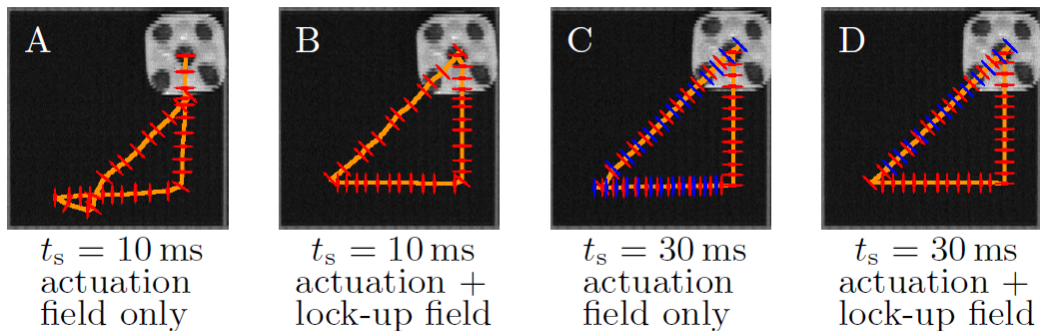 A
B
C
D
t_s = 10 ms
actuation
field only
t_s = 10 ms
actuation +
lock-up field
t_s = 30 ms
actuation
field only
t_s = 30 ms
actuation +
lock-up field